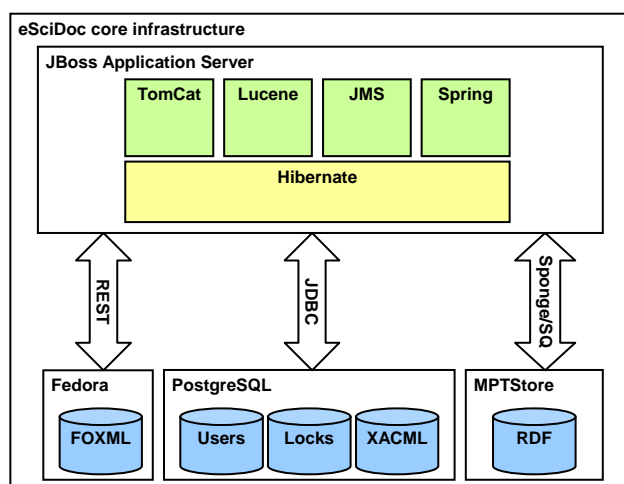 eSciDoc core infrastructure
JBoss Application Server
TomCat
Lucene
JMS
Spring
Hibernate
REST
JDBC
Sponge/SQ
Fedora
PostgreSQL
MPTStore
FOXML
Users
Locks
XACML
RDF